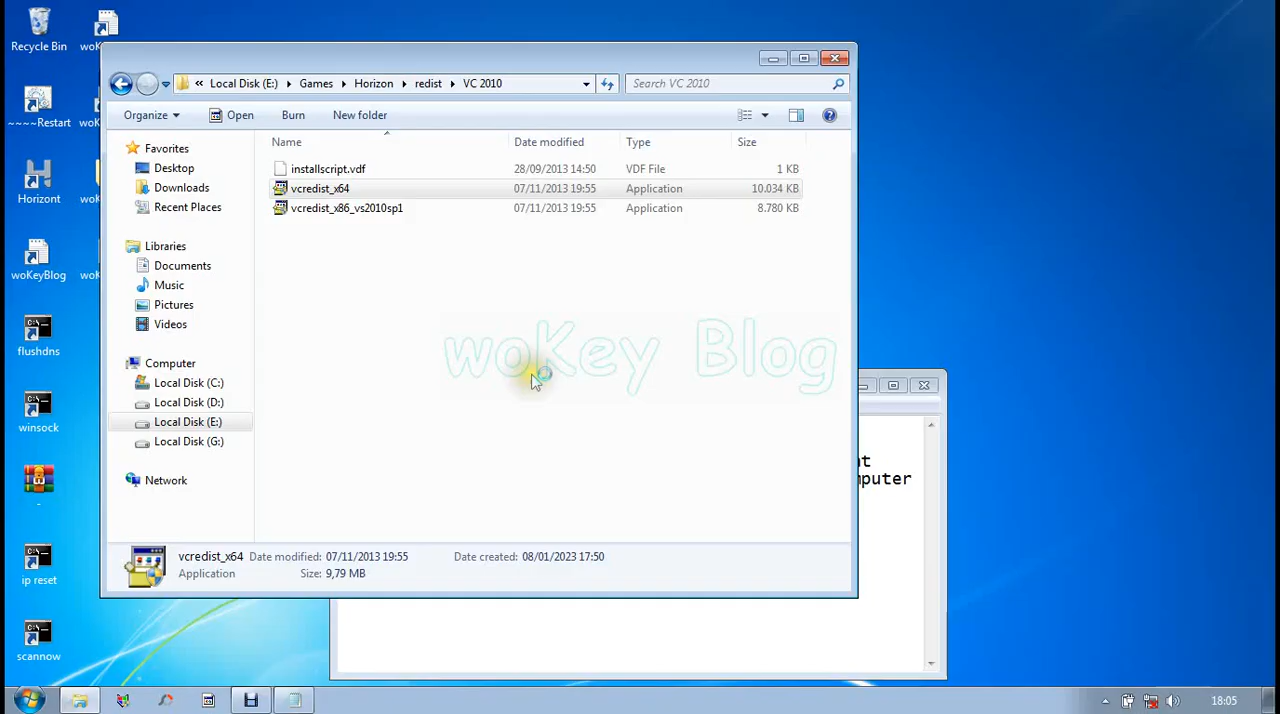 Recycle Bin
woK
~~~~Restart
wok
Horizont
woKeyBlog
wok
flushdns
winsock
-
ip reset
scannow
« Local Disk (E:) Games Horizon redist VC 2010
Search VC 2010
Organize Open Burn New folder
Favorites
Desktop
Downloads
Recent Places
Libraries
Documents
Music
Pictures
Videos
Computer
Local Disk (C:)
Local Disk (D:)
Local Disk (E:)
Local Disk (G:)
Network
Name Date modified Type Size
installscript.vdf 28/09/2013 14:50 VDF File 1 KB
vcredist_x64 07/11/2013 19:55 Application 10.034 KB
vcredist_x86_vs2010sp1 07/11/2013 19:55 Application 8.780 KB
woKey Blog
vcredist_x64 Date modified: 07/11/2013 19:55 Date created: 08/01/2023 17:50
Application Size: 9,79 MB
at
mputer
18:05